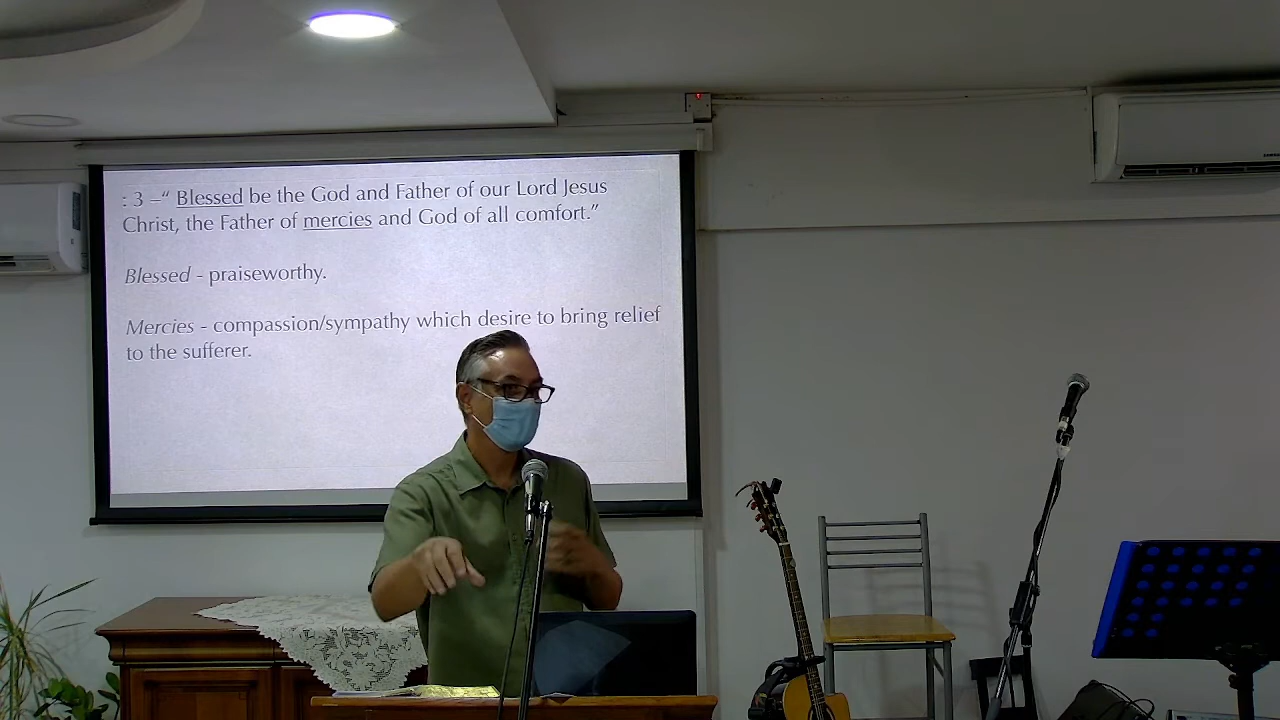 : 3 –“ Blessed be the God and Father of our Lord Jesus
Christ, the Father of mercies and God of all comfort.”
Blessed - praiseworthy.
Mercies - compassion/sympathy which desire to bring relief
to the sufferer.